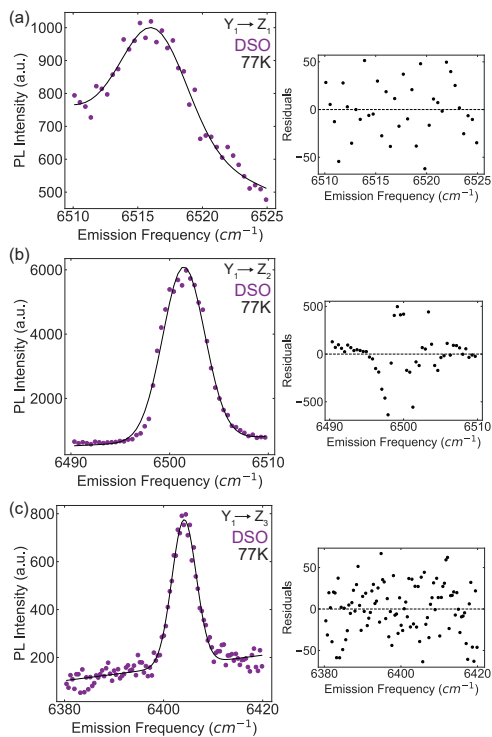 (a)
Y1→Z1
DSO
77K
1000
900
800
700
600
500
PL Intensity (a.u.)
6510
6515
6520
6525
Emission Frequency (cm-1)
50
0
-50
Residuals
6510
6515
6520
6525
Emission Frequency (cm-1)
(b)
Y1→Z2
DSO
77K
6000
4000
2000
PL Intensity (a.u.)
6490
6500
6510
Emission Frequency (cm-1)
500
0
-500
Residuals
6490
6500
6510
Emission Frequency (cm-1)
(c)
Y1→Z3
DSO
77K
800
600
400
200
PL Intensity (a.u.)
6380
6400
6420
Emission Frequency (cm-1)
50
0
-50
Residuals
6380
6400
6420
Emission Frequency (cm-1)